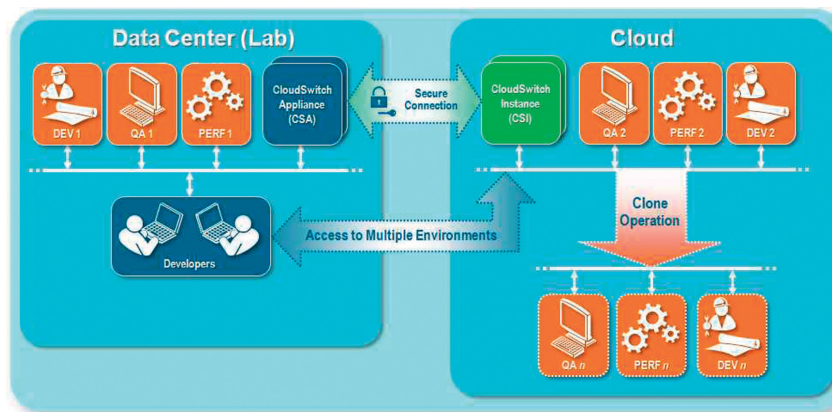 Data Center (Lab)
DEV 1
QA 1
PERF 1
CloudSwitch
Appliance
(CSA)
Secure
Connection
Developers
Access to Multiple Environments
Cloud
CloudSwitch
Instance
(CSI)
QA 2
PERF 2
DEV 2
Clone
Operation
QA n
PERF n
DEV n